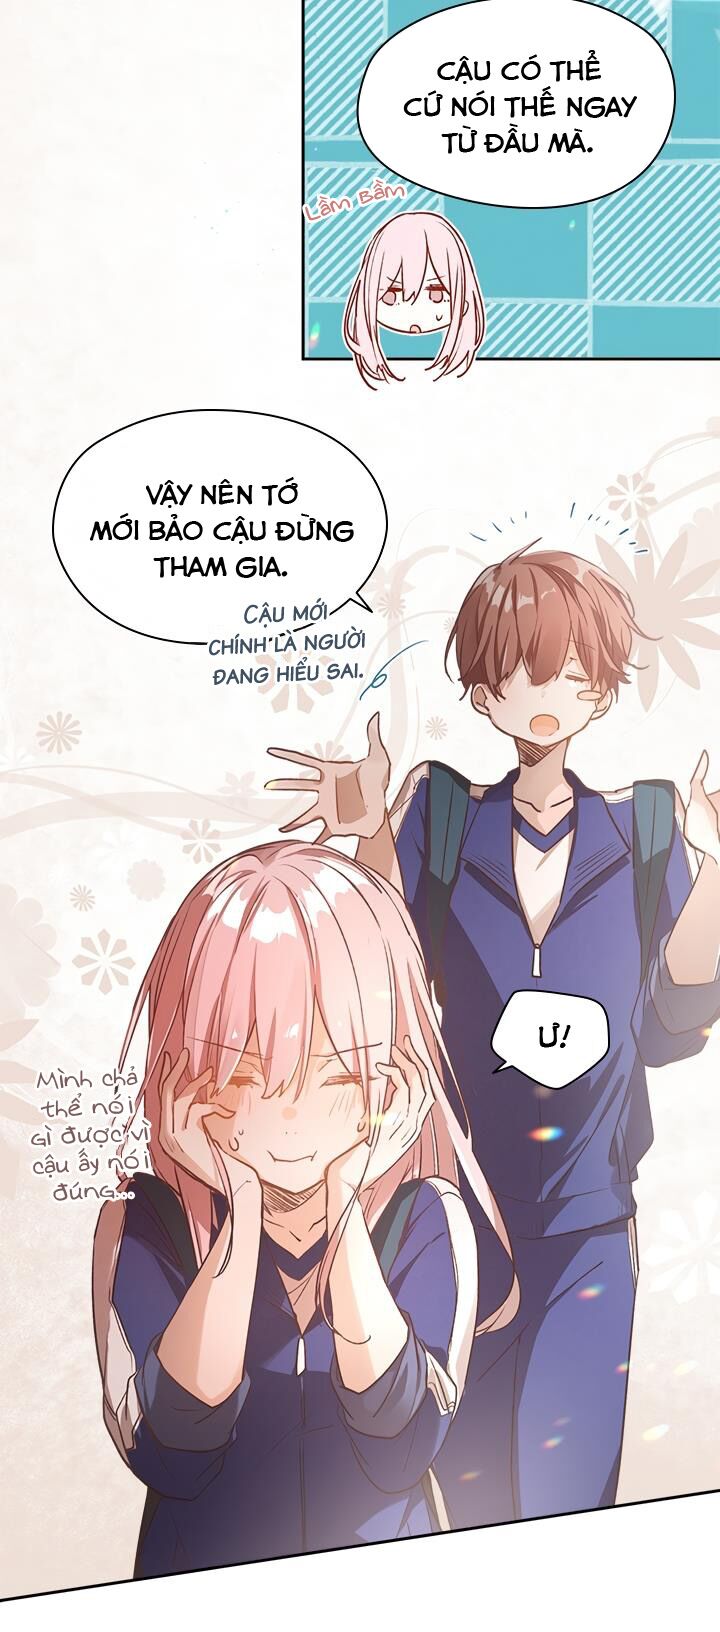 CẬU CÓ THỂ
CỨ NÓI THẾ NGAY
TỪ ĐẦU MÀ.
Lầm Bầm
VẬY NÊN TỚ
MỚI BẢO CẬU ĐỪNG
THAM GIA.
CẬU MỚI
CHÍNH LÀ NGƯỜI
ĐANG HIỂU SAI.
Ư!
Mình chả
thể nói
gì được vì
cậu ấy nói
đúng...